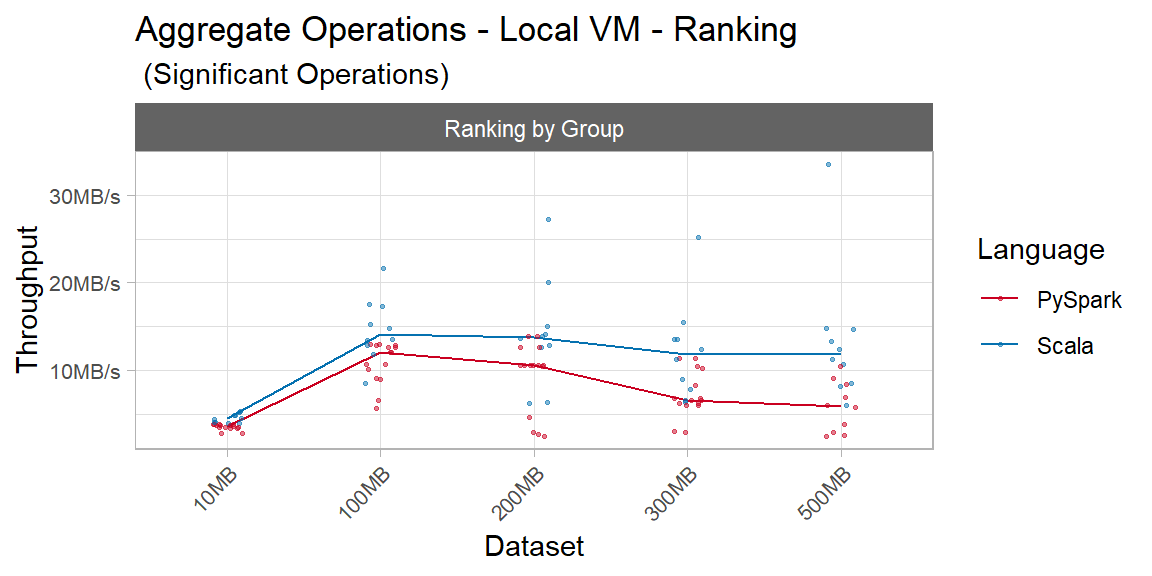 Aggregate Operations - Local VM - Ranking
(Significant Operations)
Ranking by Group
30MB/s
20MB/s
10MB/s
Throughput
10MB
100MB
200MB
300MB
500MB
Dataset
Language
PySpark
Scala